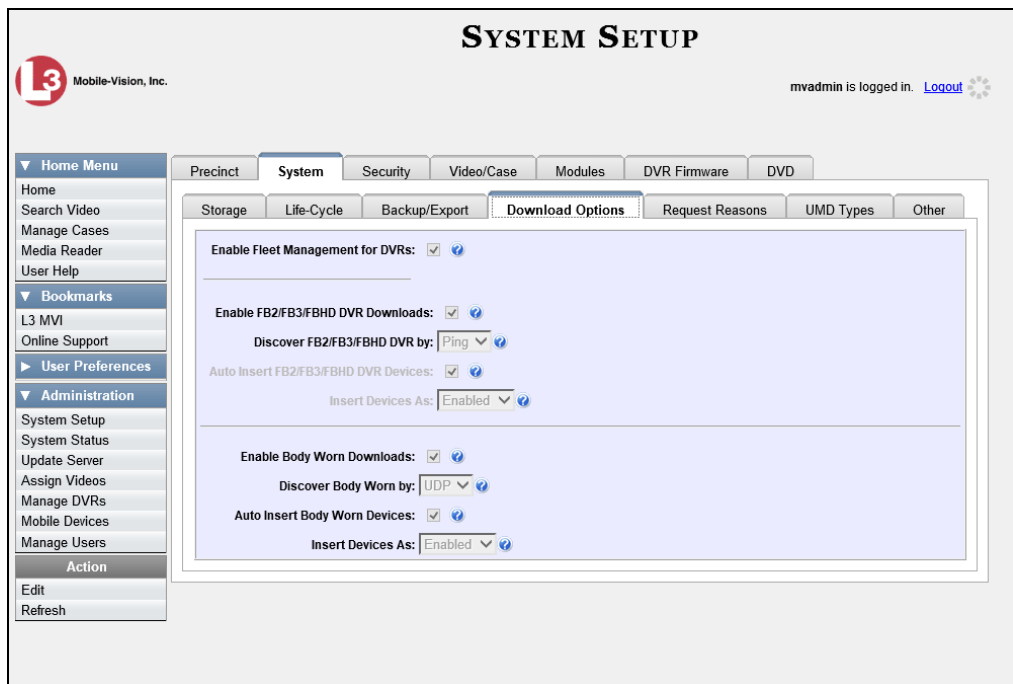 SYSTEM SETUP
L3 Mobile-Vision, Inc.
mvadmin is logged in. Logout
▼ Home Menu
Home
Search Video
Manage Cases
Media Reader
User Help
▼ Bookmarks
L3 MVI
Online Support
► User Preferences
▼ Administration
System Setup
System Status
Update Server
Assign Videos
Manage DVRs
Mobile Devices
Manage Users
Action
Edit
Refresh
Precinct System Security Video/Case Modules DVR Firmware DVD
Storage Life-Cycle Backup/Export Download Options Request Reasons UMD Types Other
Enable Fleet Management for DVRs: ?
Enable FB2/FB3/FBHD DVR Downloads: ?
Discover FB2/FB3/FBHD DVR by: Ping ?
Auto Insert FB2/FB3/FBHD DVR Devices: ?
Insert Devices As: Enabled ?
Enable Body Worn Downloads: ?
Discover Body Worn by: UDP ?
Auto Insert Body Worn Devices: ?
Insert Devices As: Enabled ?